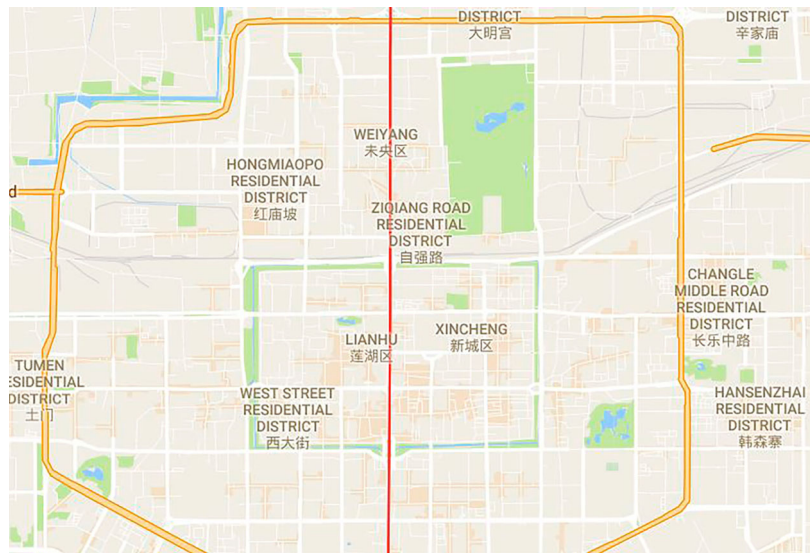 DISTRICT
大明宫
DISTRICT
辛家庙
WEIYANG
未央区
HONGMIAOPO
RESIDENTIAL
DISTRICT
红庙坡
d
ZIQIANG ROAD
RESIDENTIAL
DISTRICT
自强路
CHANGLE
MIDDLE ROAD
RESIDENTIAL
DISTRICT
长乐中路
LIANHU
莲湖区
XINCHENG
新城区
TUMEN
ESIDENTIAL
DISTRICT
土门
WEST STREET
RESIDENTIAL
DISTRICT
西大街
HANSENZHAI
RESIDENTIAL
DISTRICT
韩森寨